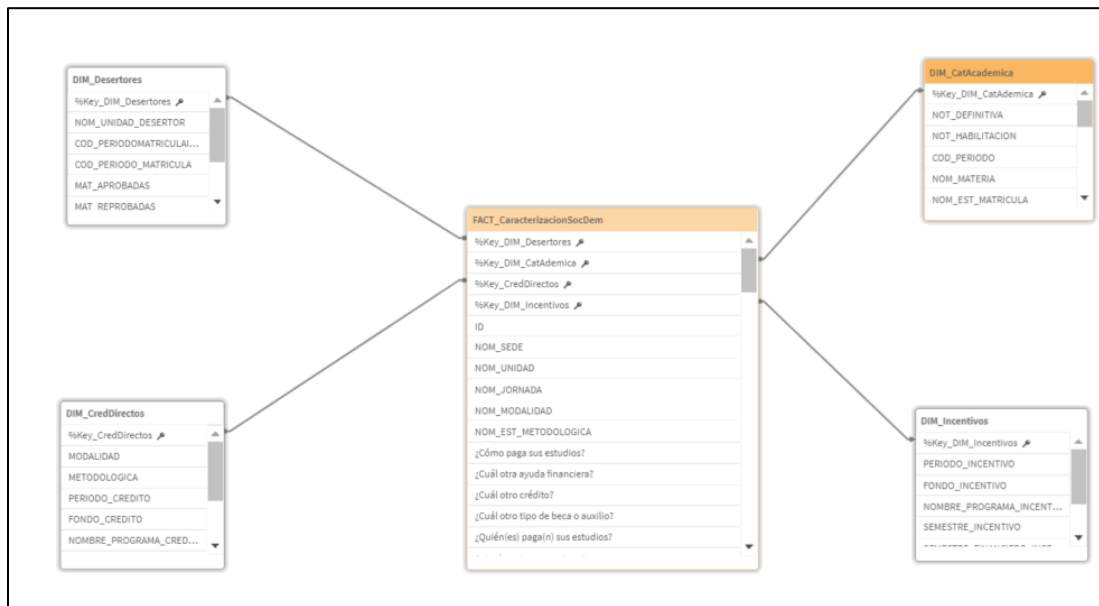 DIM_Desertores
%Key_DIM_Desertores
NOM_UNIDAD_DESERTOR
COD_PERIODOMATRICULAI...
COD_PERIODO_MATRICULA
MAT_APROBADAS
MAT_REPROBADAS
DIM_CatAcademica
%Key_DIM_CatAdemica
NOT_DEFINITIVA
NOT_HABILITACION
COD_PERIODO
NOM_MATERIA
NOM_EST_MATRICULA
FACT_CaracterizacionSocDem
%Key_DIM_Desertores
%Key_DIM_CatAdemica
%Key_CredDirectos
%Key_DIM_Incentivos
ID
NOM_SEDE
NOM_UNIDAD
NOM_JORNADA
NOM_MODALIDAD
NOM_EST_METODOLOGICA
¿Cómo paga sus estudios?
¿Cuál otra ayuda financiera?
¿Cuál otro crédito?
¿Cuál otro tipo de beca o auxilio?
¿Quién(es) paga(n) sus estudios?
DIM_CredDirectos
%Key_CredDirectos
MODALIDAD
METODOLOGICA
PERIODO_CREDITO
FONDO_CREDITO
NOMBRE_PROGRAMA_CRED...
DIM_Incentivos
%Key_DIM_Incentivos
PERIODO_INCENTIVO
FONDO_INCENTIVO
NOMBRE_PROGRAMA_INCENT...
SEMESTRE_INCENTIVO